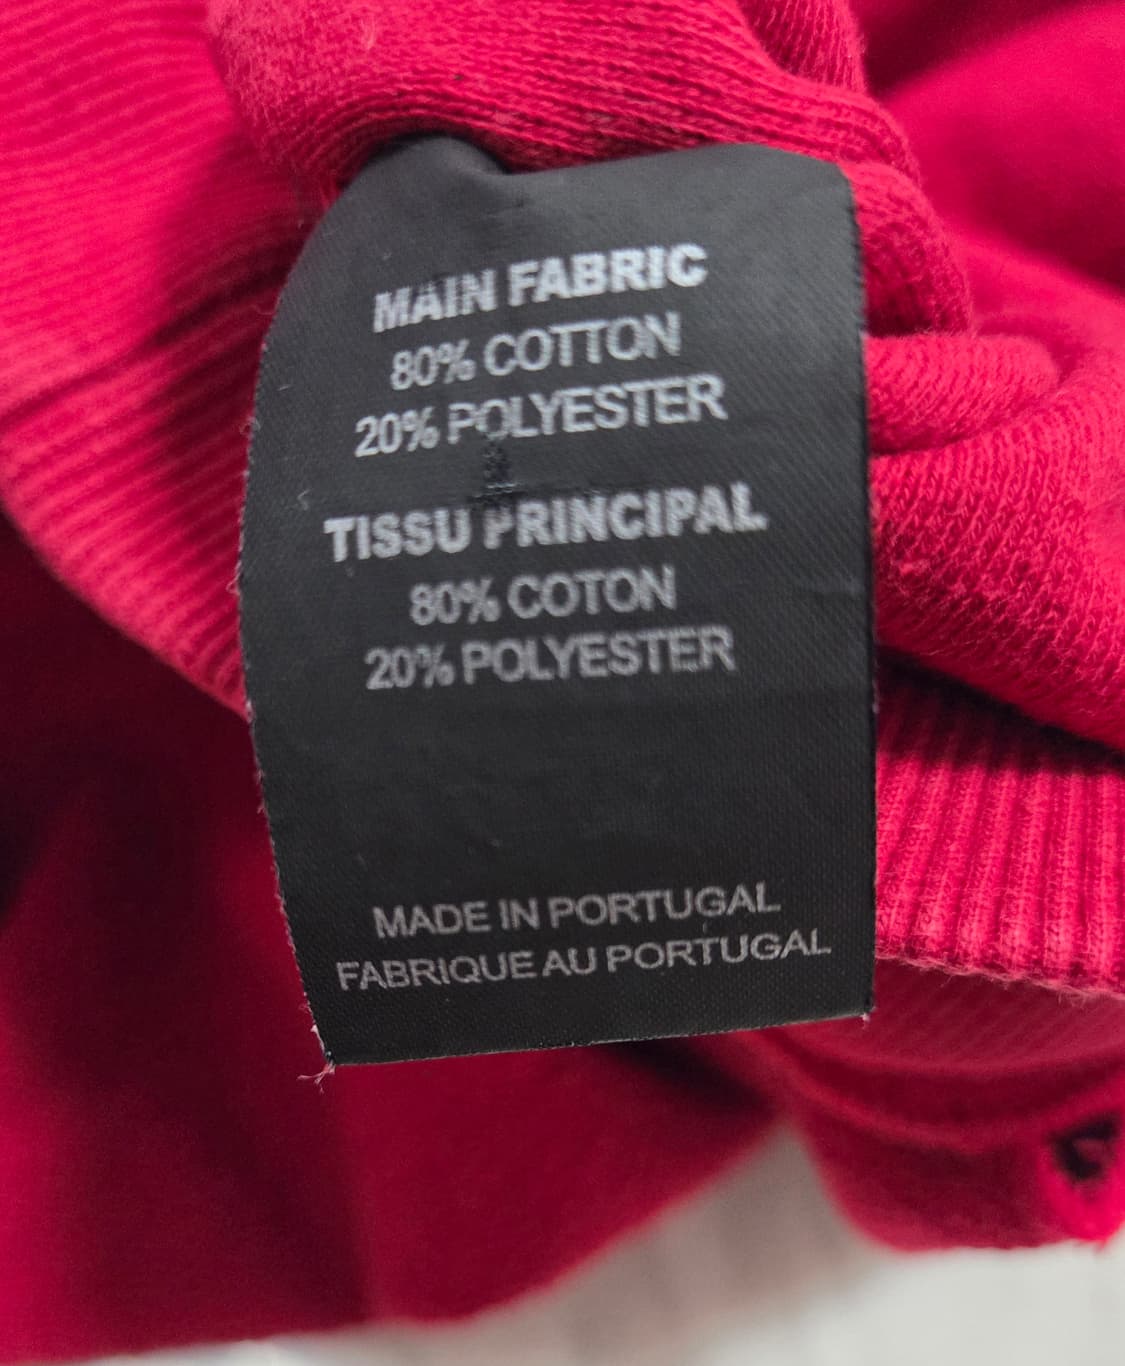 MAIN FABRIC
80% COTTON
20% POLYESTER
TISSU PRINCIPAL
80% COTON
20% POLYESTER
MADE IN PORTUGAL
FABRIQUE AU PORTUGAL